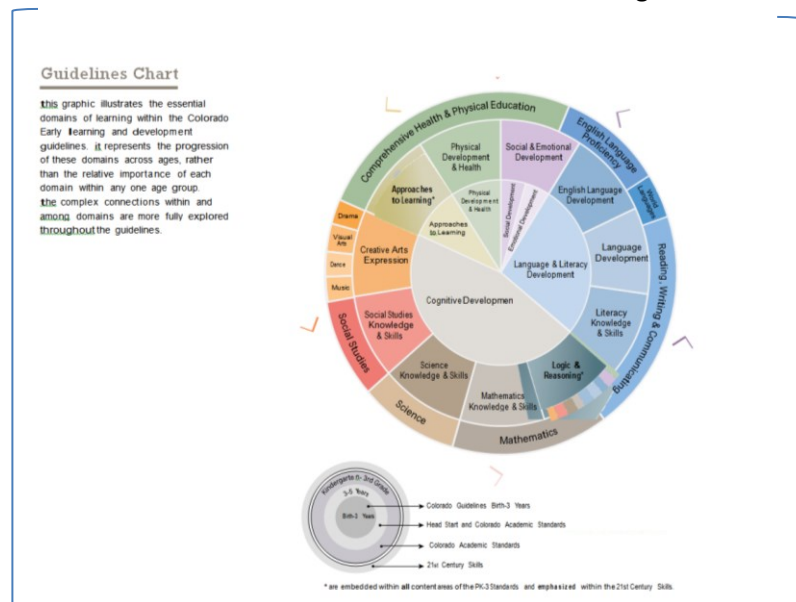 Guidelines Chart
this graphic illustrates the essential
domains of learning within the Colorado
Early learning and development
guidelines. it represents the progression
of these domains across ages, rather
than the relative importance of each
domain within any one age group.
the complex connections within and
among domains are more fully explored
throughout the guidelines.
Comprehensive Health & Physical Education
English Language
Proficiency
World
Languages
Reading, Writing & Communicating
Mathematics
Science
Social Studies
Music
Dance
Visual
Arts
Drama
Physical
Development
& Health
Social & Emotional
Development
English Language
Development
Language
Development
Literacy
Knowledge
& Skills
Logic &
Reasoning*
Mathematics
Knowledge & Skills
Science
Knowledge & Skills
Social Studies
Knowledge
& Skills
Creative Arts
Expression
Approaches
to Learning*
Physical
Development
& Health
Social Development
Emotional Development
Language & Literacy
Development
Cognitive Developmen
Approaches
to Learning
Kindergarten - 3rd Grade
3-5 Years
Birth-3 Years
Colorado Guidelines Birth-3 Years
Head Start and Colorado Academic Standards
Colorado Academic Standards
21st Century Skills
* are embedded within all content areas of the PK-3 Standards and emphasized within the 21st Century Skills.